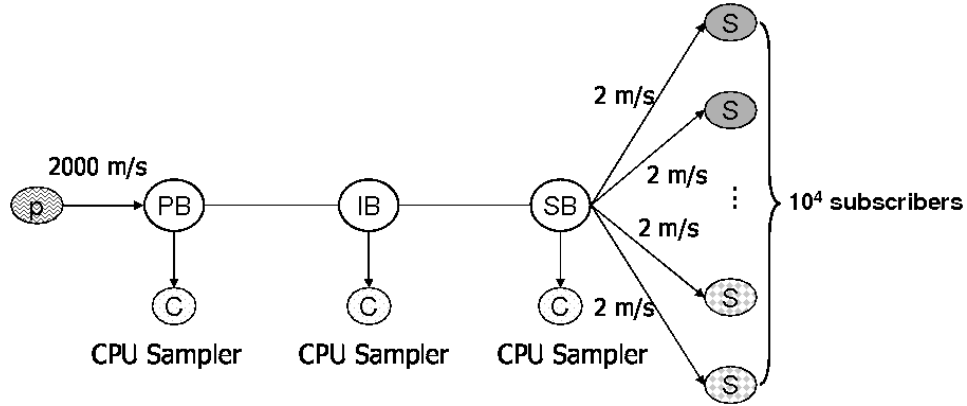 S
2 m/s
S
2000 m/s
2 m/s
p
PB
IB
SB
⋮
10⁴ subscribers
2 m/s
S
C
C
C
2 m/s
CPU Sampler
CPU Sampler
CPU Sampler
S